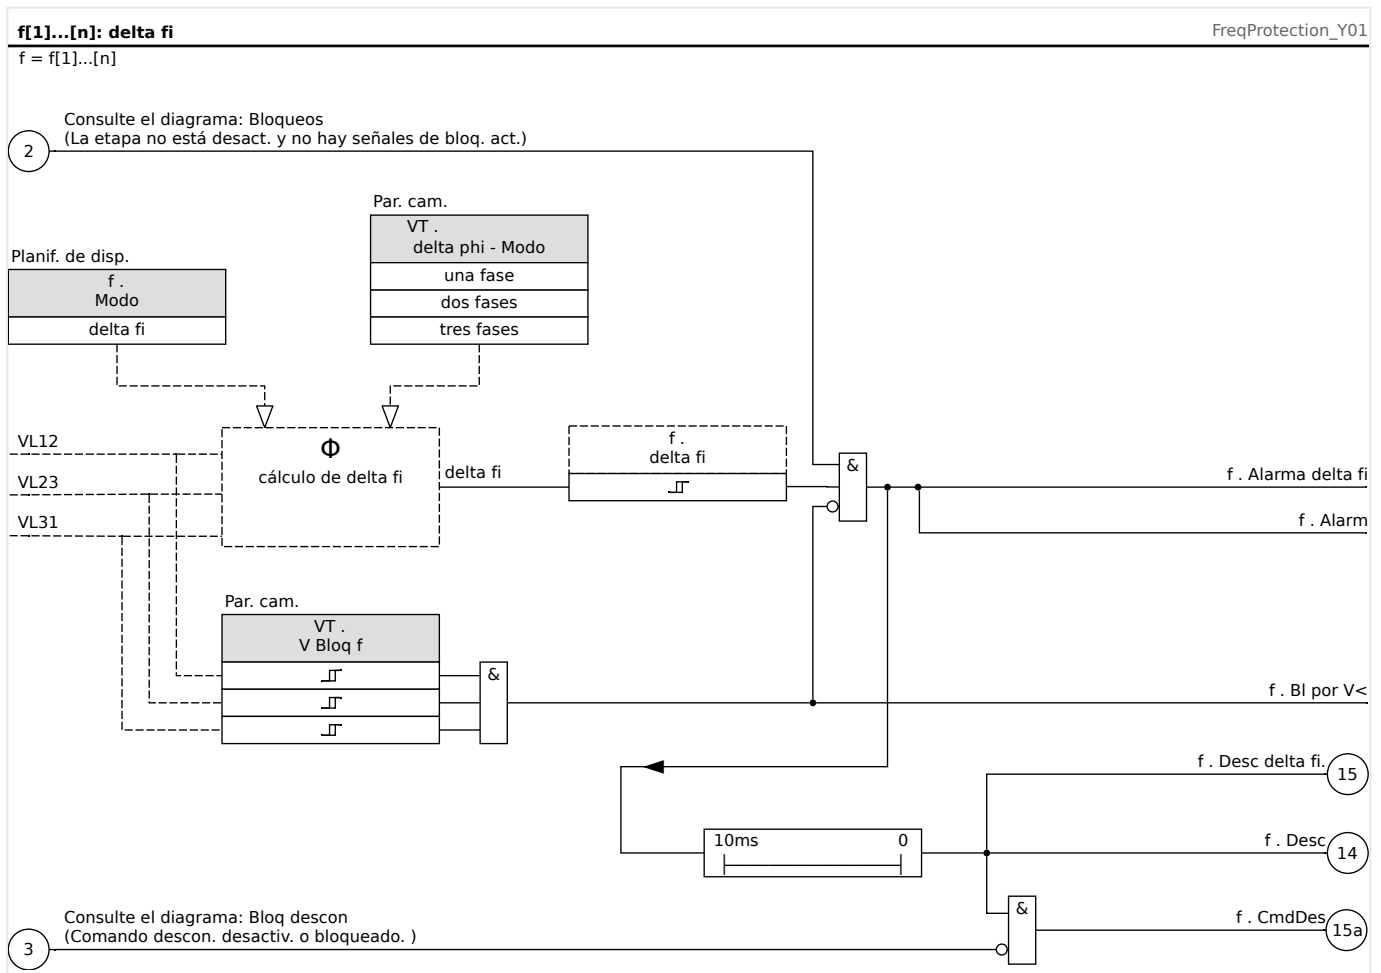 f[1]...[n]: delta fi
FreqProtection_Y01
f = f[1]...[n]
Consulte el diagrama: Bloqueos
(La etapa no está desact. y no hay señales de bloq. act.)
2
Par. cam.
VT .
delta phi - Modo
una fase
dos fases
tres fases
Planif. de disp.
f .
Modo
delta fi
VL12
VL23
VL31
Φ
cálculo de delta fi
delta fi
f .
delta fi
&
f . Alarma delta fi
f . Alarm
Par. cam.
VT .
V Bloq f
&
f . Bl por V<
f . Desc delta fi.
15
10ms
0
f . Desc
14
Consulte el diagrama: Bloq descon
(Comando descon. desactiv. o bloqueado. )
3
&
f . CmdDes
15a